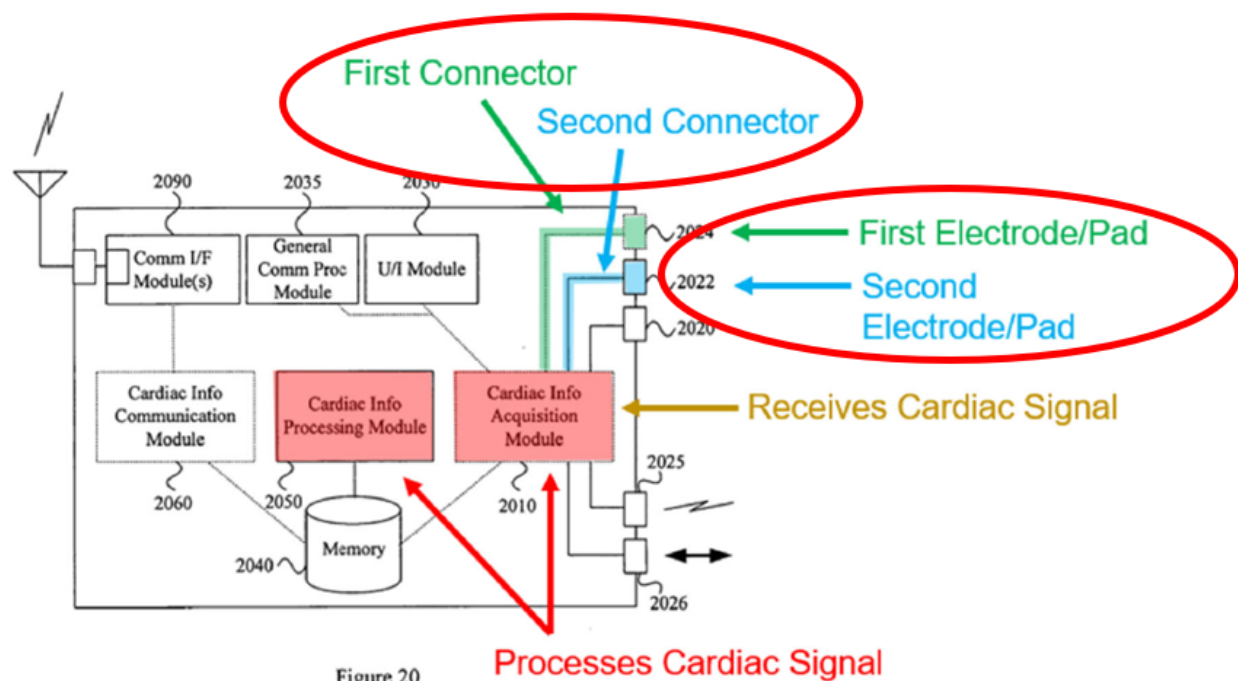 First Connector
Second Connector
2090
2035
2030
2024
First Electrode/Pad
Comm I/F
Module(s)
General
Comm Proc
Module
U/I Module
2022
Second
Electrode/Pad
2020
Cardiac Info
Communication
Module
Cardiac Info
Processing Module
Cardiac Info
Acquisition
Module
Receives Cardiac Signal
2025
2060
2050
2010
Memory
2040
2026
Processes Cardiac Signal
Figure 20